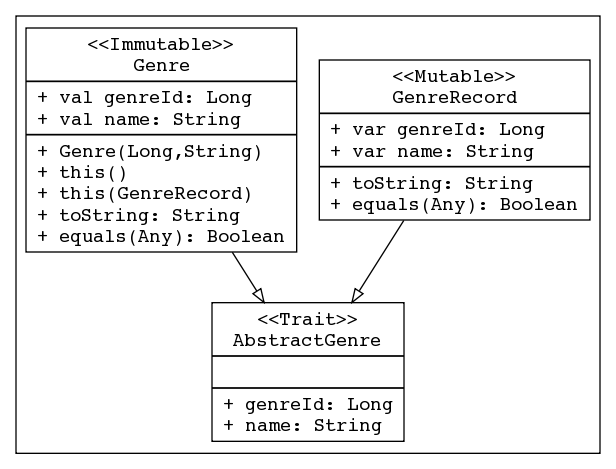 <<Immutable>>
Genre
+ val genreId: Long
+ val name: String
+ Genre(Long,String)
+ this()
+ this(GenreRecord)
+ toString: String
+ equals(Any): Boolean
<<Mutable>>
GenreRecord
+ var genreId: Long
+ var name: String
+ toString: String
+ equals(Any): Boolean
<<Trait>>
AbstractGenre
+ genreId: Long
+ name: String